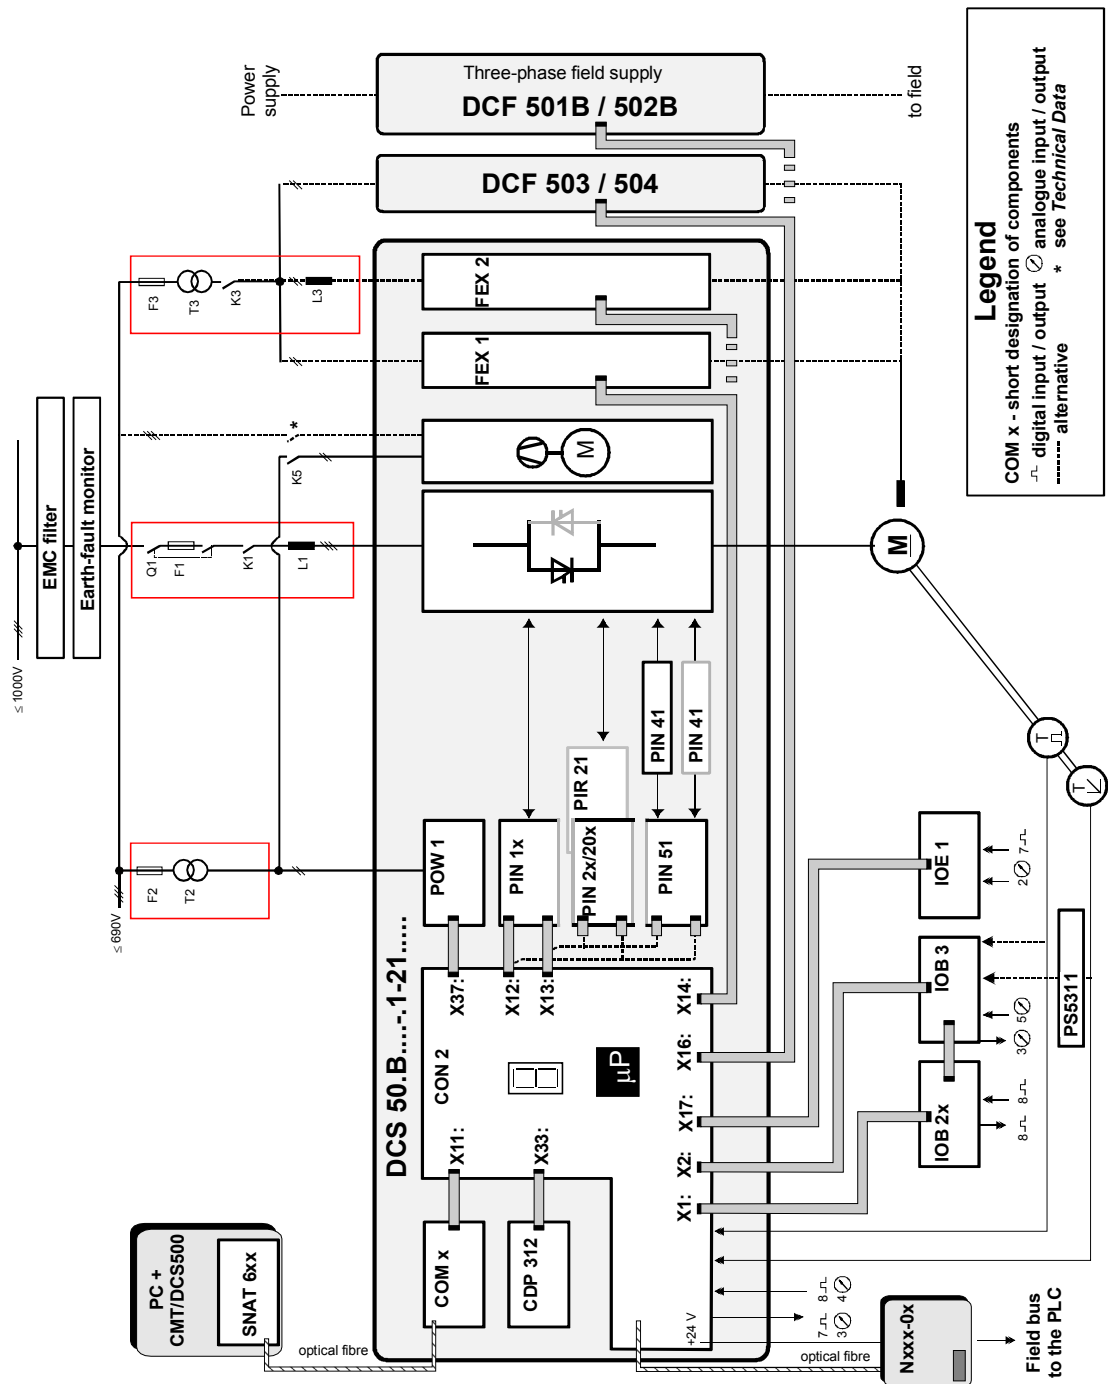 Power
supply
Three-phase field supply
DCF 501B / 502B
to field
DCF 503 / 504
FEX 2
FEX 1
F3
T3
K3
L3
EMC filter
Earth-fault monitor
≤ 1000V
Q1
F1
K1
L1
K5
*
M
M
Legend
COM x - short designation of components
digital input / output
analogue input / output
alternative
* see Technical Data
≤ 690V
F2
T2
DCS 50.B....-.1-21.....
POW 1
PIN 1x
PIR 21
PIN 2x/20x
PIN 41
PIN 41
PIN 51
CON 2
µP
X37:
X12:
X13:
X11:
X33:
X14:
X16:
X17:
X2:
X1:
COM x
CDP 312
PC +
CMT/DCS500
SNAT 6xx
optical fibre
optical fibre
+24 V
7
3
8
4
Nxxx-0x
Field bus
to the PLC
IOB 2x
8
8
IOB 3
3
5
IOE 1
2
7
PS5311
T
T